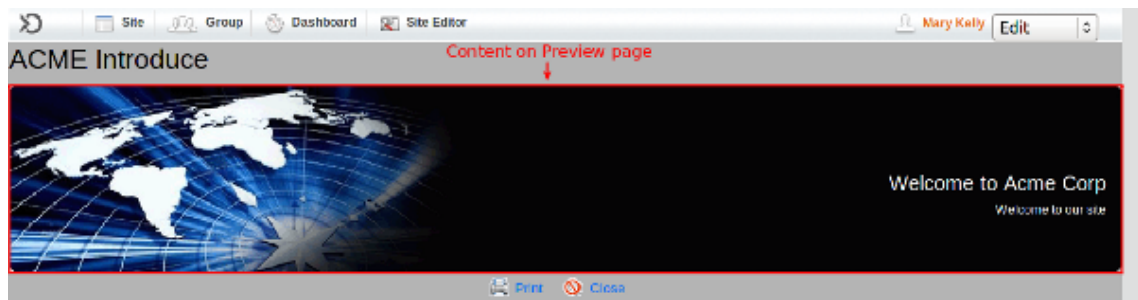 Site Group Dashboard Site Editor Mary Kelly Edit
ACME Introduce
Content on Preview page
Welcome to Acme Corp
Welcome to our site
Print Close